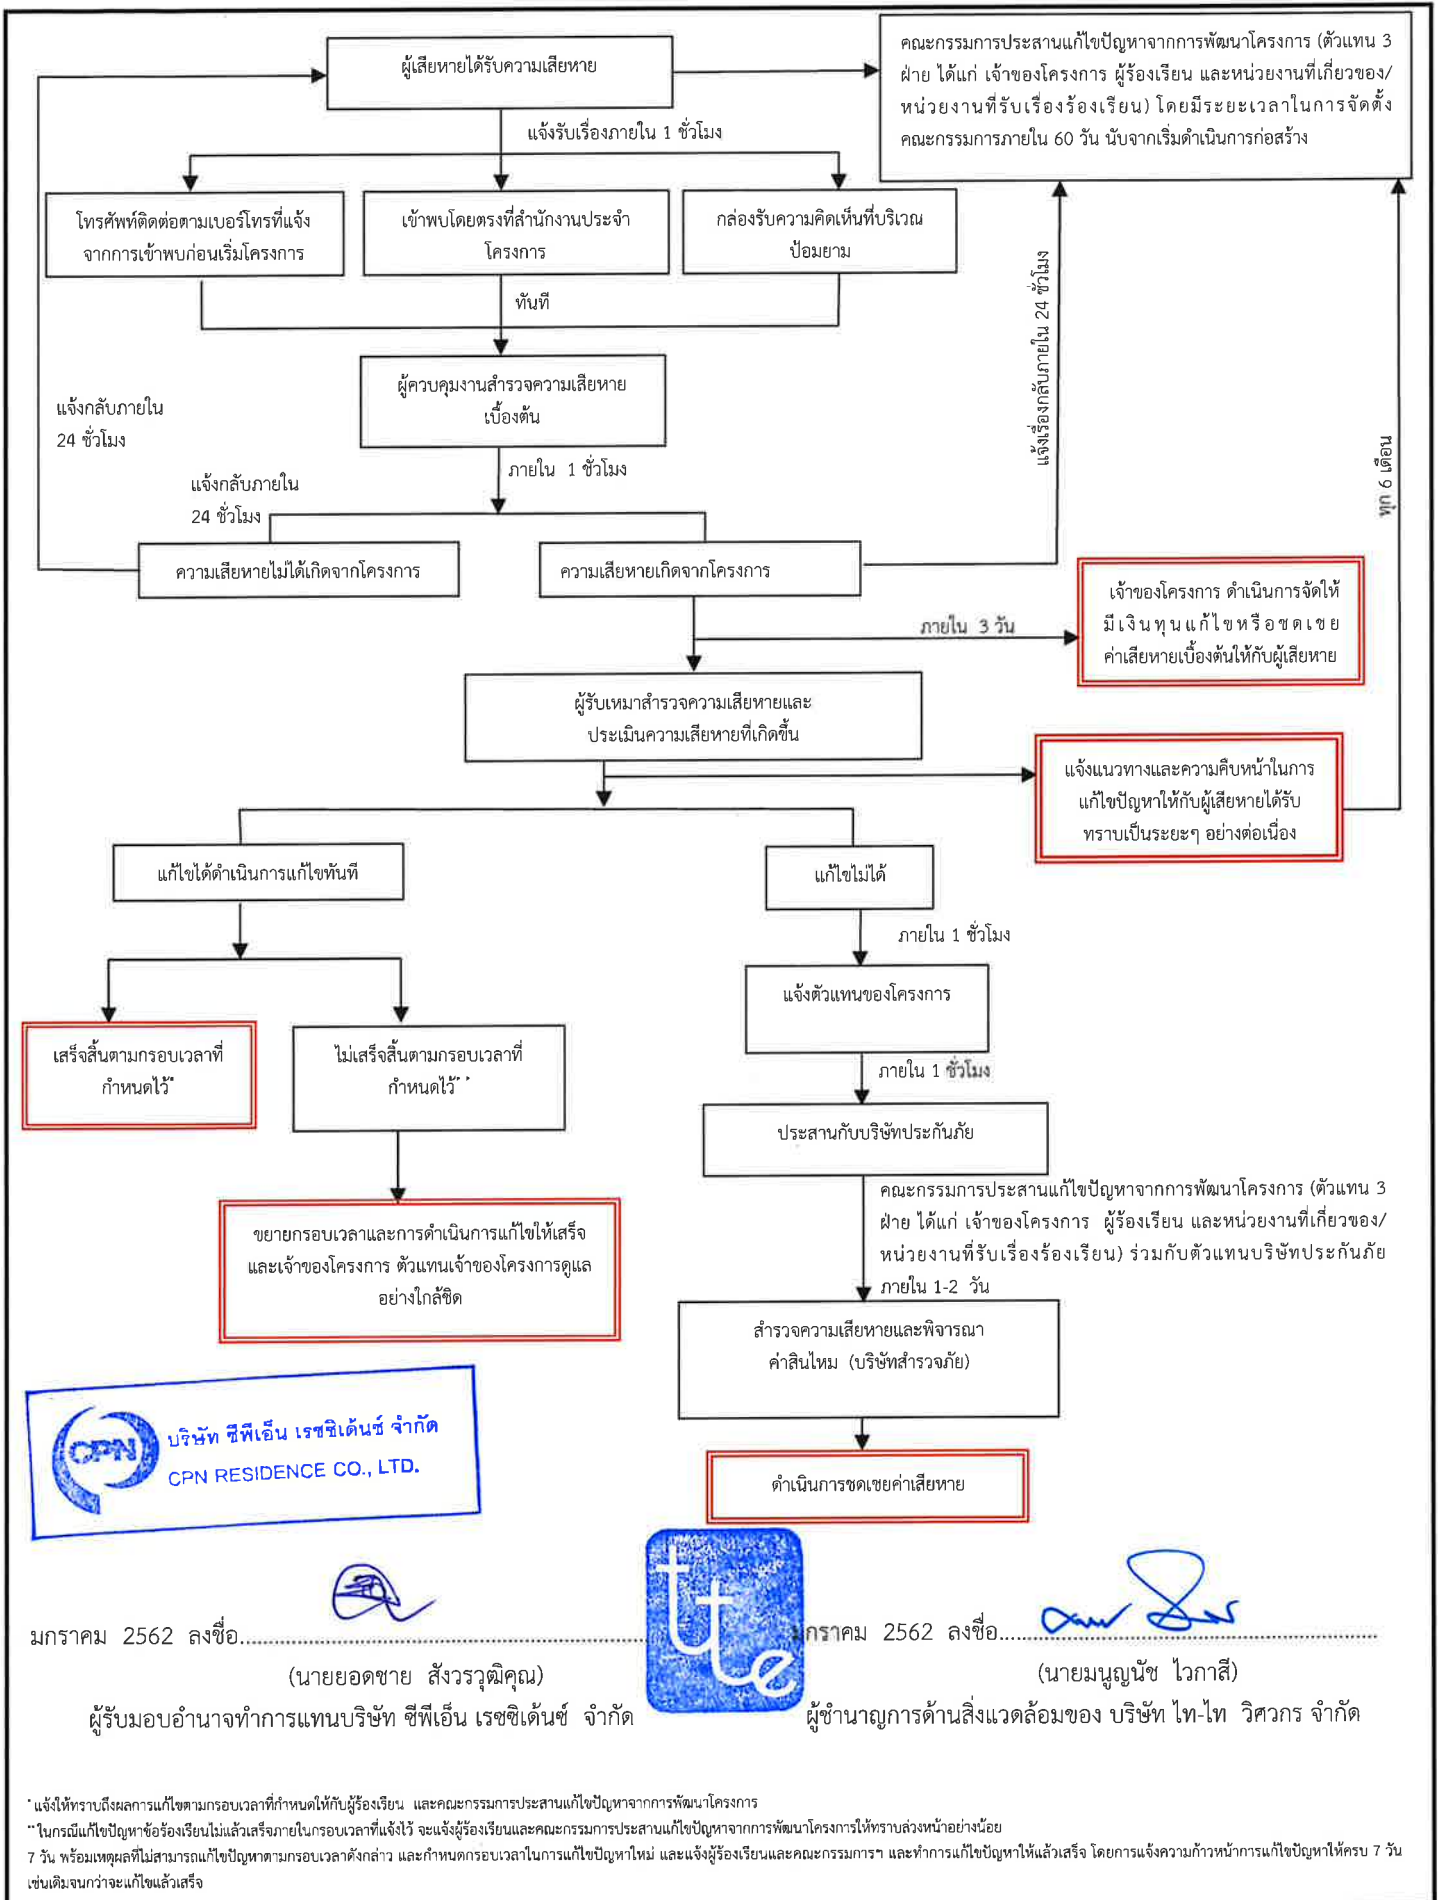 ผู้เสียหายได้รับความเสียหาย
คณะกรรมการประสานแก้ไขปัญหาจากการพัฒนาโครงการ (ตัวแทน 3
ฝ่าย ได้แก่ เจ้าของโครงการ ผู้ร้องเรียน และหน่วยงานที่เกี่ยวของ/
หน่วยงานที่รับเรื่องร้องเรียน) โดยมีระยะเวลาในการจัดตั้ง
คณะกรรมการภายใน 60 วัน นับจากเริ่มดำเนินการก่อสร้าง
แจ้งรับเรื่องภายใน 1 ชั่วโมง
โทรศัพท์ติดต่อตามเบอร์โทรที่แจ้ง
จากการเข้าพบก่อนเริ่มโครงการ
เข้าพบโดยตรงที่สำนักงานประจำ
โครงการ
กล่องรับความคิดเห็นที่บริเวณ
ป้อมยาม
ทันที
แจ้งเรื่องกลับภายใน 24 ชั่วโมง
ผู้ควบคุมงานสำรวจความเสียหาย
เบื้องต้น
แจ้งกลับภายใน
24 ชั่วโมง
ภายใน 1 ชั่วโมง
ทุก 6 เดือน
แจ้งกลับภายใน
24 ชั่วโมง
ความเสียหายไม่ได้เกิดจากโครงการ
ความเสียหายเกิดจากโครงการ
ภายใน 3 วัน
เจ้าของโครงการ ดำเนินการจัดให้
มีเงินทุนแก้ไขหรือชดเชย
ค่าเสียหายเบื้องต้นให้กับผู้เสียหาย
ผู้รับเหมาสำรวจความเสียหายและ
ประเมินความเสียหายที่เกิดขึ้น
แจ้งแนวทางและความคืบหน้าในการ
แก้ไขปัญหาให้กับผู้เสียหายได้รับ
ทราบเป็นระยะๆ อย่างต่อเนื่อง
แก้ไขได้ดำเนินการแก้ไขทันที
แก้ไขไม่ได้
ภายใน 1 ชั่วโมง
แจ้งตัวแทนของโครงการ
เสร็จสิ้นตามกรอบเวลาที่
กำหนดไว้*
ไม่เสร็จสิ้นตามกรอบเวลาที่
กำหนดไว้**
ภายใน 1 ชั่วโมง
ประสานกับบริษัทประกันภัย
คณะกรรมการประสานแก้ไขปัญหาจากการพัฒนาโครงการ (ตัวแทน 3
ฝ่าย ได้แก่ เจ้าของโครงการ ผู้ร้องเรียน และหน่วยงานที่เกี่ยวของ/
หน่วยงานที่รับเรื่องร้องเรียน) ร่วมกับตัวแทนบริษัทประกันภัย
ภายใน 1-2 วัน
ขยายกรอบเวลาและการดำเนินการแก้ไขให้เสร็จ
และเจ้าของโครงการ ตัวแทนเจ้าของโครงการดูแล
อย่างใกล้ชิด
สำรวจความเสียหายและพิจารณา
ค่าสินไหม (บริษัทสำรวจภัย)
CPN
บริษัท ซีพีเอ็น เรซซิเด้นซ์ จำกัด
CPN RESIDENCE CO., LTD.
ดำเนินการชดเชยค่าเสียหาย
tte
มกราคม 2562 ลงชื่อ
มกราคม 2562 ลงชื่อ
(นายยอดชาย สังวรวุฒิคุณ)
(นายมนูญนัช ไวกาสี)
ผู้รับมอบอำนาจทำการแทนบริษัท ซีพีเอ็น เรซซิเด้นซ์ จำกัด
ผู้ชำนาญการด้านสิ่งแวดล้อมของ บริษัท ไท-ไท วิศวกร จำกัด
* แจ้งให้ทราบถึงผลการแก้ไขตามกรอบเวลาที่กำหนดให้กับผู้ร้องเรียน และคณะกรรมการประสานแก้ไขปัญหาจากการพัฒนาโครงการ
** ในกรณีแก้ไขปัญหาข้อร้องเรียนไม่แล้วเสร็จภายในกรอบเวลาที่แจ้งไว้ จะแจ้งผู้ร้องเรียนและคณะกรรมการประสานแก้ไขปัญหาจากการพัฒนาโครงการให้ทราบล่วงหน้าอย่างน้อย
7 วัน พร้อมเหตุผลที่ไม่สามารถแก้ไขปัญหาตามกรอบเวลาดังกล่าว และกำหนดกรอบเวลาในการแก้ไขปัญหาใหม่ และแจ้งผู้ร้องเรียนและคณะกรรมการฯ และทำการแก้ไขปัญหาให้แล้วเสร็จ โดยการแจ้งความก้าวหน้าการแก้ไขปัญหาให้ครบ 7 วัน
เช่นเดิมจนกว่าจะแก้ไขแล้วเสร็จ